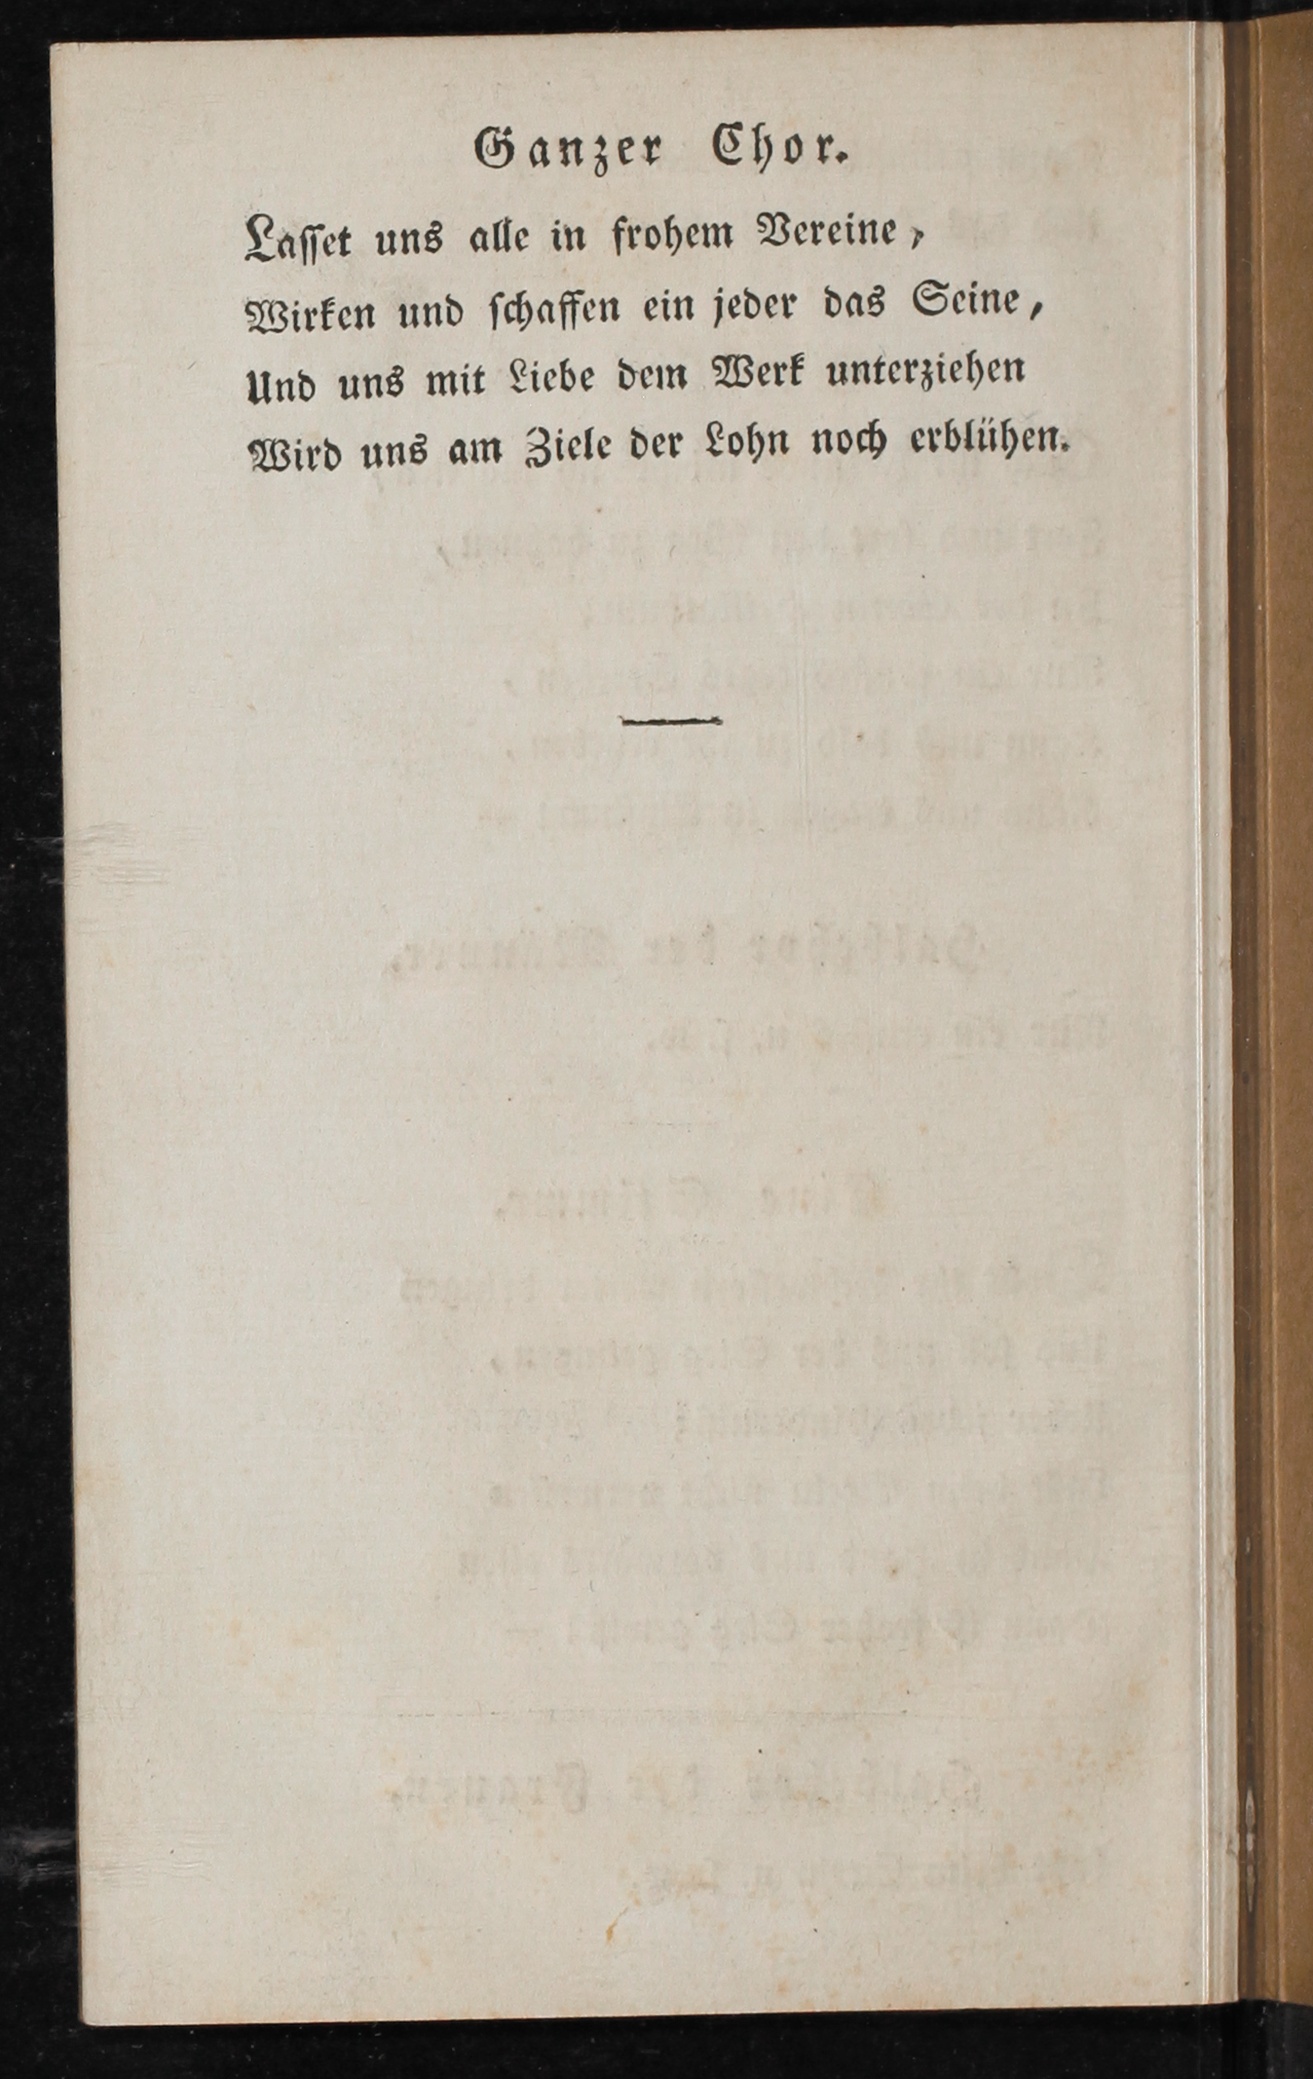 Ganzer Chor.
Lasset uns alle in frohem Vereine,
Wirken und schaffen ein jeder das Seine,
Und uns mit Liebe dem Werk unterziehen
Wird uns am Ziele der Lohn noch erblühen.